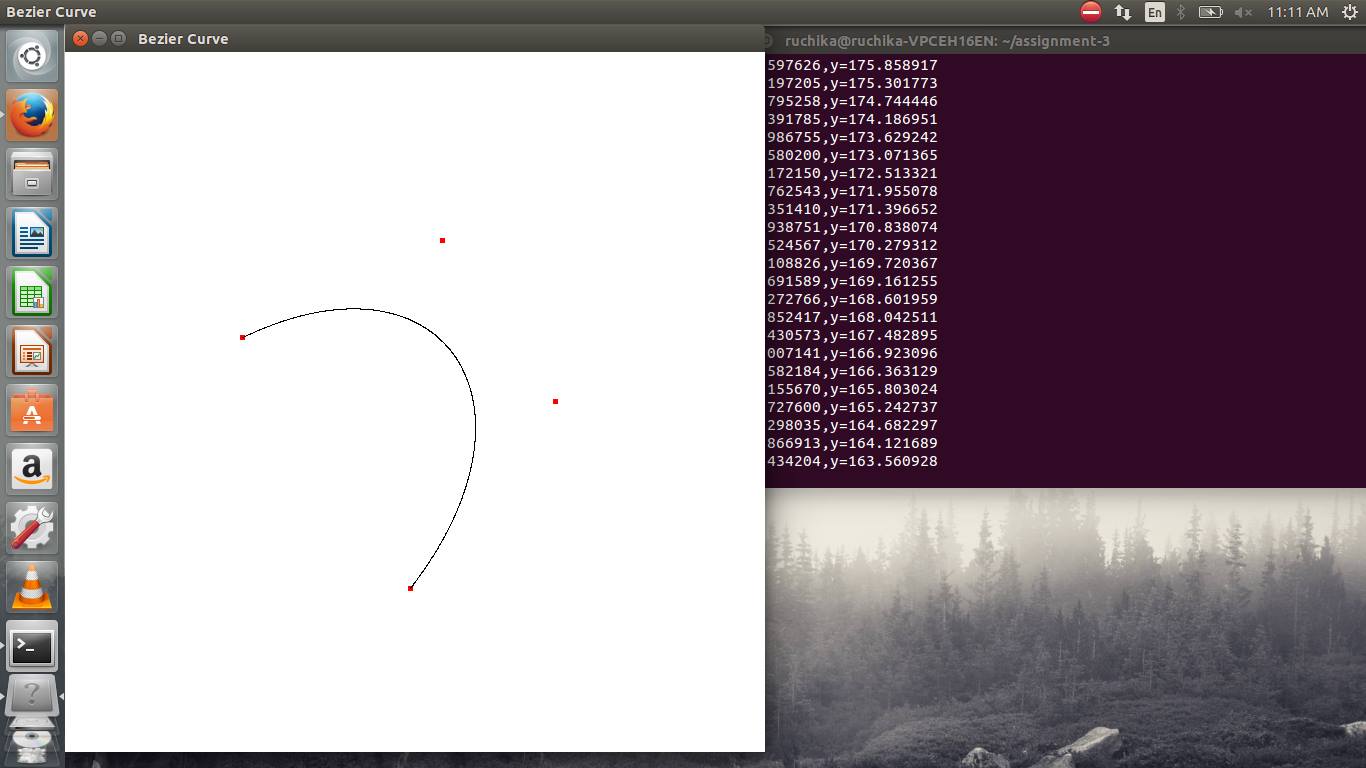 Bezier Curve
En
11:11 AM
Bezier Curve
ruchika@ruchika-VPCEH16EN: ~/assignment-3
597626,y=175.858917
197205,y=175.301773
795258,y=174.744446
391785,y=174.186951
986755,y=173.629242
580200,y=173.071365
172150,y=172.513321
762543,y=171.955078
351410,y=171.396652
938751,y=170.838074
524567,y=170.279312
108826,y=169.720367
691589,y=169.161255
272766,y=168.601959
852417,y=168.042511
430573,y=167.482895
007141,y=166.923096
582184,y=166.363129
155670,y=165.803024
727600,y=165.242737
298035,y=164.682297
866913,y=164.121689
434204,y=163.560928
A
a
>_
?